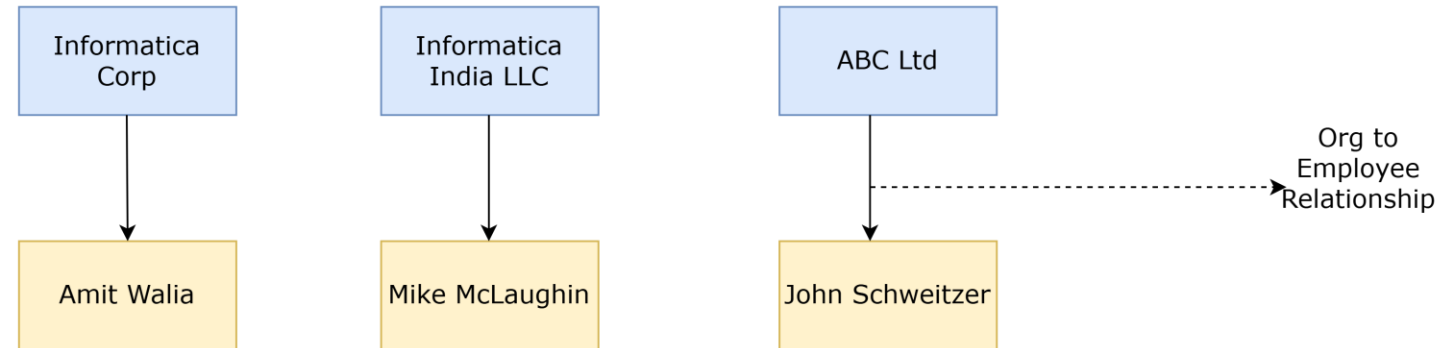 Informatica
Corp
Informatica
India LLC
ABC Ltd
Org to
Employee
Relationship
Amit Walia
Mike McLaughin
John Schweitzer